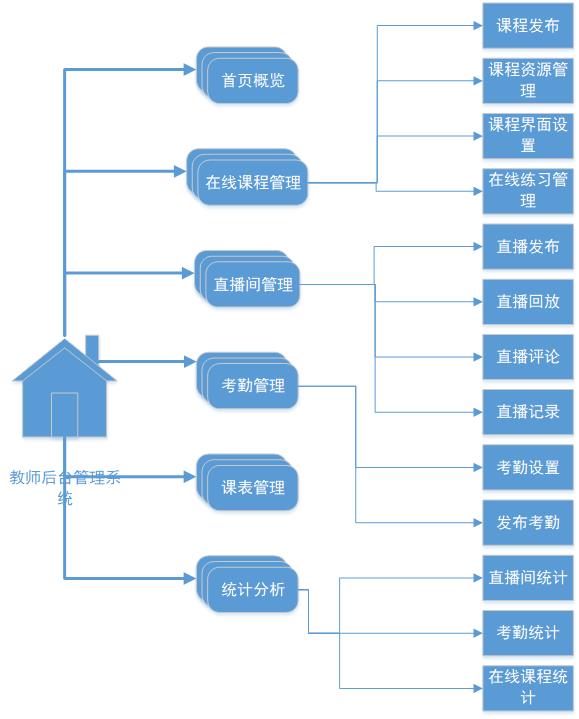 课程发布
课程资源管
理
首页概览
课程界面设
置
在线课程管理
在线练习管
理
直播发布
直播间管理
直播回放
直播评论
考勤管理
直播记录
考勤设置
教师后台管理系
统
课表管理
发布考勤
直播间统计
统计分析
考勤统计
在线课程统
计